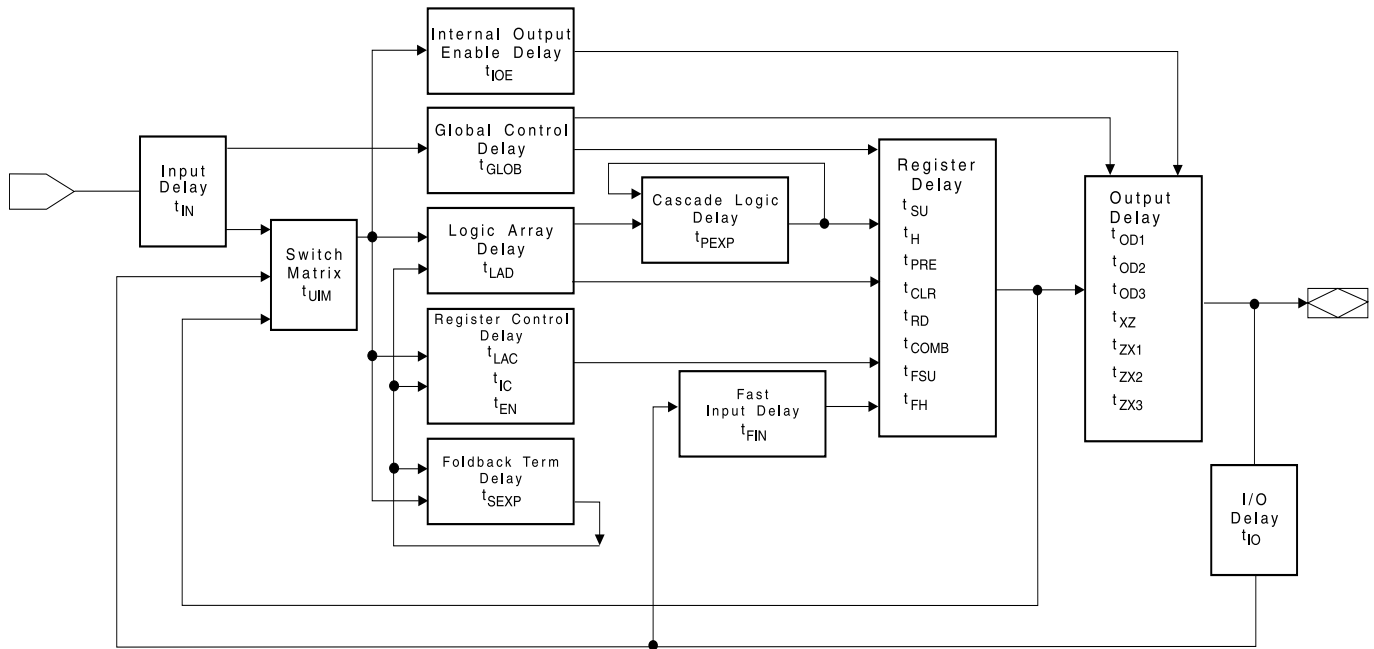 Internal Output
Enable Delay
tIOE
Global Control
Delay
tGLOB
Input
Delay
tIN
Switch
Matrix
tUIM
Logic Array
Delay
tLAD
Cascade Logic
Delay
tPEXP
Register Control
Delay
tLAC
tIC
tEN
Foldback Term
Delay
tSEXP
Fast
Input Delay
tFIN
Register
Delay
tSU
tH
tPRE
tCLR
tRD
tCOMB
tFSU
tFH
Output
Delay
tOD1
tOD2
tOD3
tXZ
tZX1
tZX2
tZX3
I/O
Delay
tIO